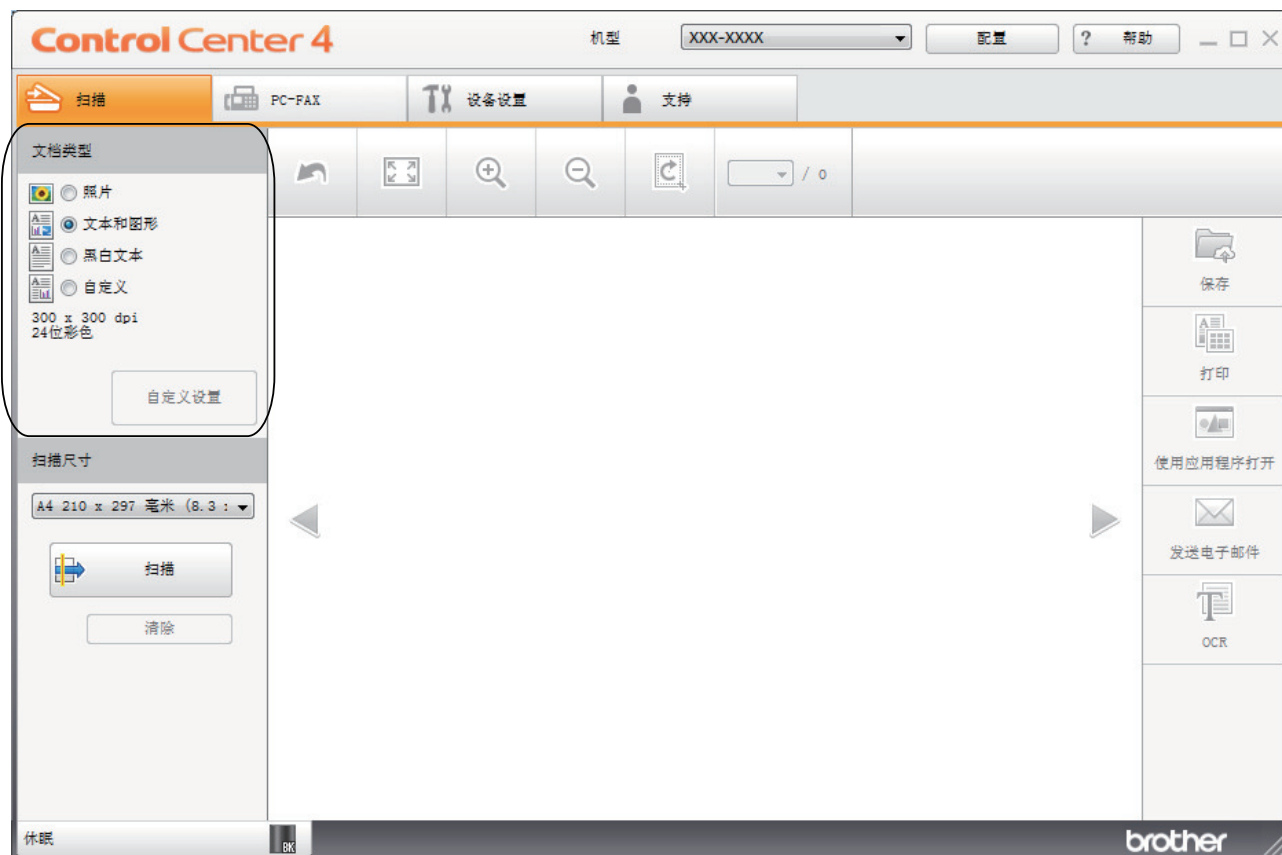 Control Center 4
机型
XXX-XXXX
配置
? 帮助
扫描
PC-FAX
设备设置
支持
文档类型
照片
文本和图形
黑白文本
自定义
300 x 300 dpi
24位彩色
自定义设置
/ 0
扫描尺寸
A4 210 x 297 毫米 (8.3 :
扫描
清除
保存
打印
使用应用程序打开
发送电子邮件
OCR
休眠
BK
brother